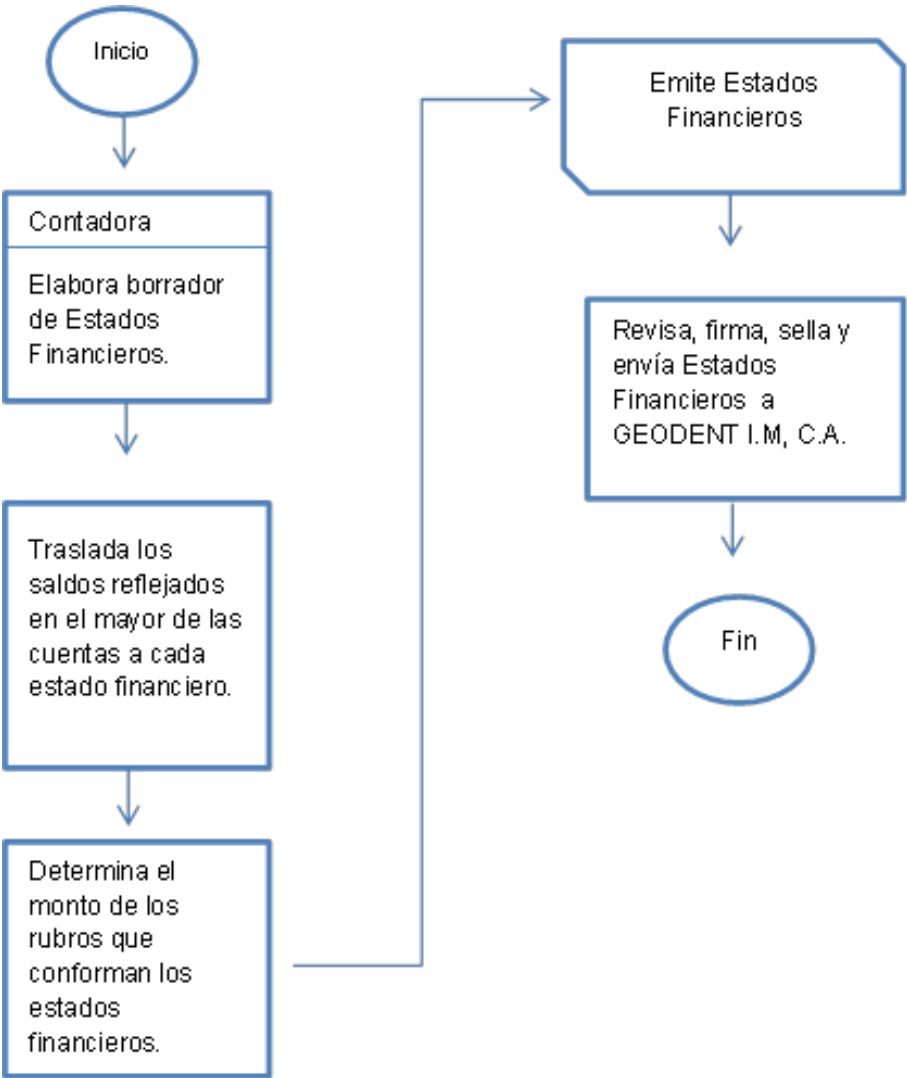 Inicio
Contadora
Elabora borrador
de Estados
Financieros.
Traslada los
saldos reflejados
en el mayor de las
cuentas a cada
estado financiero.
Determina el
monto de los
rubros que
conforman los
estados
financieros.
Emite Estados
Financieros
Revisa, firma, sella y
envía Estados
Financieros a
GEODENT I.M, C.A.
Fin